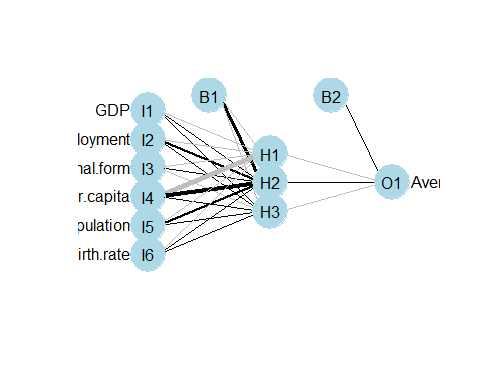 GDP I1 B1 B2
ployment I2
H1
nal.form I3
H2 O1 Aver
r.capita I4
H3
pulation I5
irth.rate I6